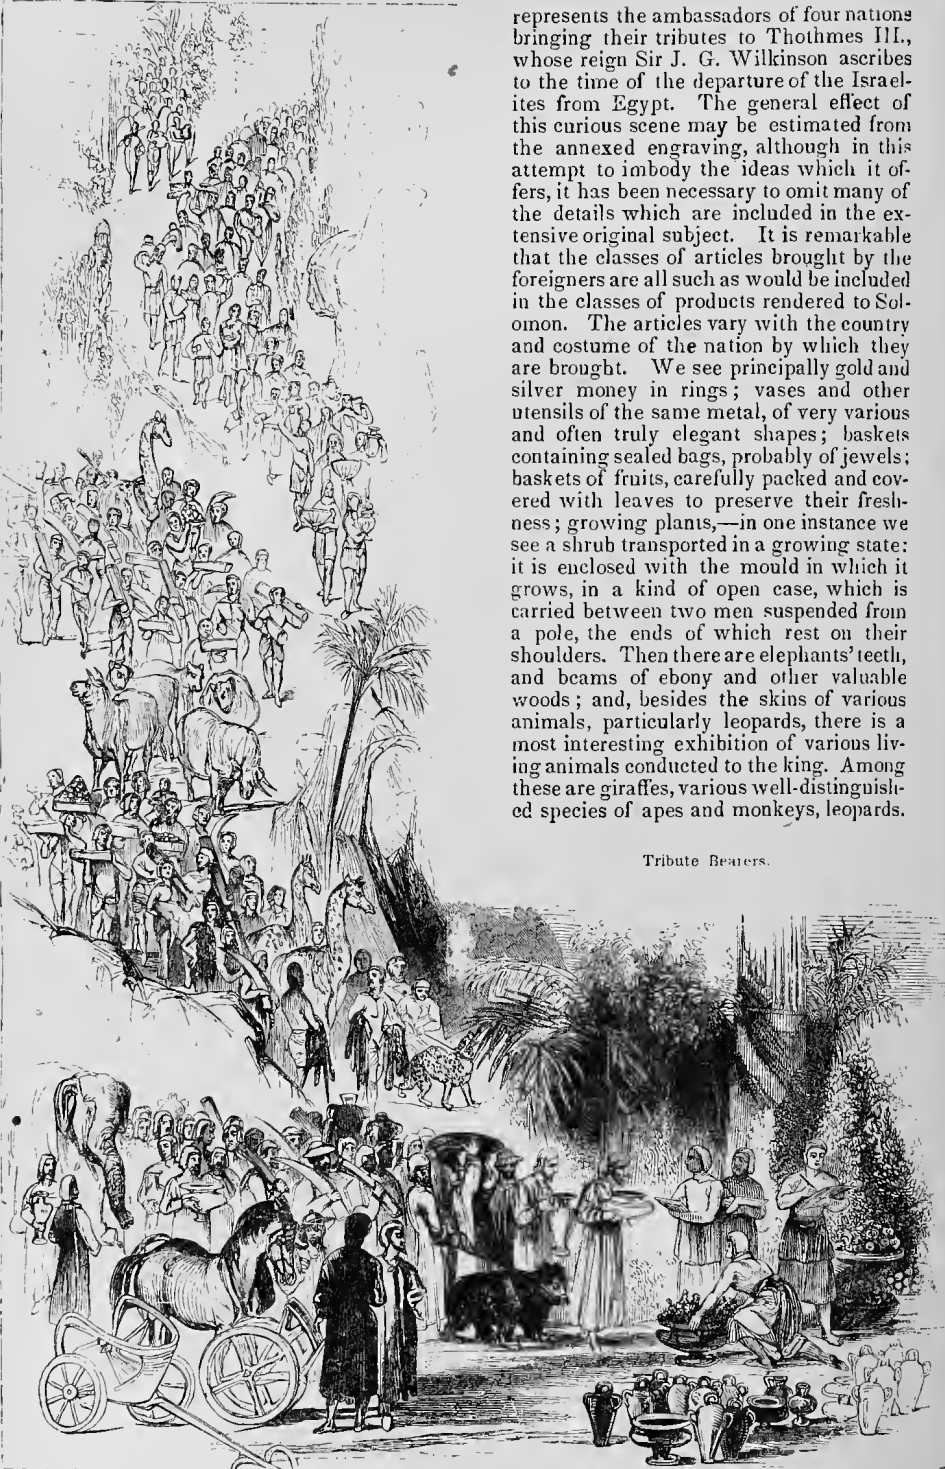 represents the ambassadors of four nations
bringing their tributes to Thothmes III.,
whose reign Sir J. G. Wilkinson ascribes
to the time of the departure of the Israel-
ites from Egypt. The general effect of
this curious scene may be estimated from
the annexed engraving, although in this
attempt to imbody the ideas which it of-
fers, it has been necessary to omit many of
the details which are included in the ex-
tensive original subject. It is remarkable
that the classes of articles brought by the
foreigners are all such as would be included
in the classes of products rendered to Sol-
omon. The articles vary with the country
and costume of the nation by which they
are brought. We see principally gold and
silver money in rings; vases and other
utensils of the same metal, of very various
and often truly elegant shapes; baskets
containing sealed bags, probably of jewels;
baskets of fruits, carefully packed and cov-
ered with leaves to preserve their fresh-
ness; growing plants,—in one instance we
see a shrub transported in a growing state:
it is enclosed with the mould in which it
grows, in a kind of open case, which is
carried between two men suspended from
a pole, the ends of which rest on their
shoulders. Then there are elephants' teeth,
and beams of ebony and other valuable
woods; and, besides the skins of various
animals, particularly leopards, there is a
most interesting exhibition of various liv-
ing animals conducted to the king. Among
these are giraffes, various well-distinguish-
ed species of apes and monkeys, leopards.
Tribute Bearers.